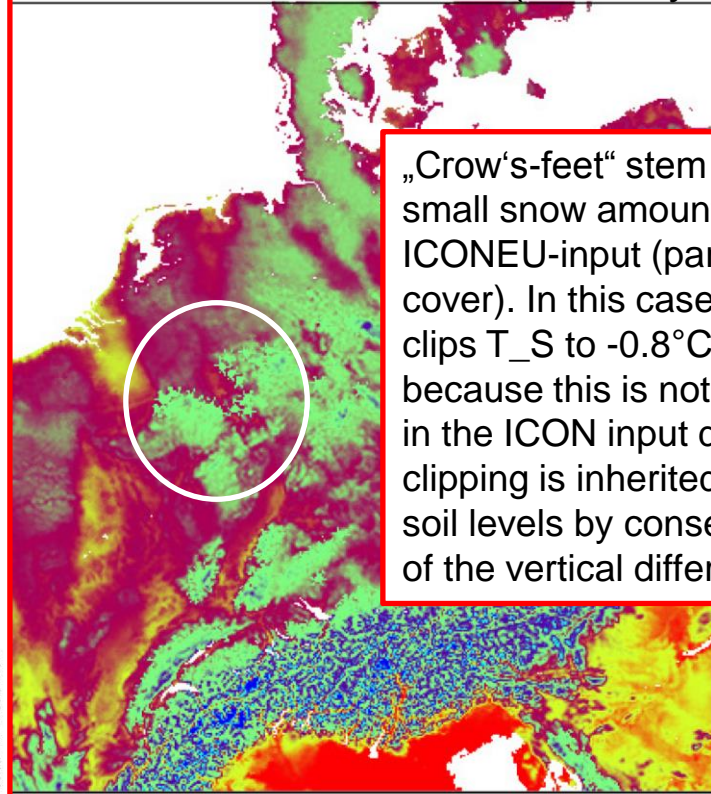 „Crow‘s-feet“ stem
small snow amoun
ICONEU-input (par
cover). In this case
clips T_S to -0.8°C
because this is not
in the ICON input d
clipping is inherited
soil levels by conse
of the vertical differ